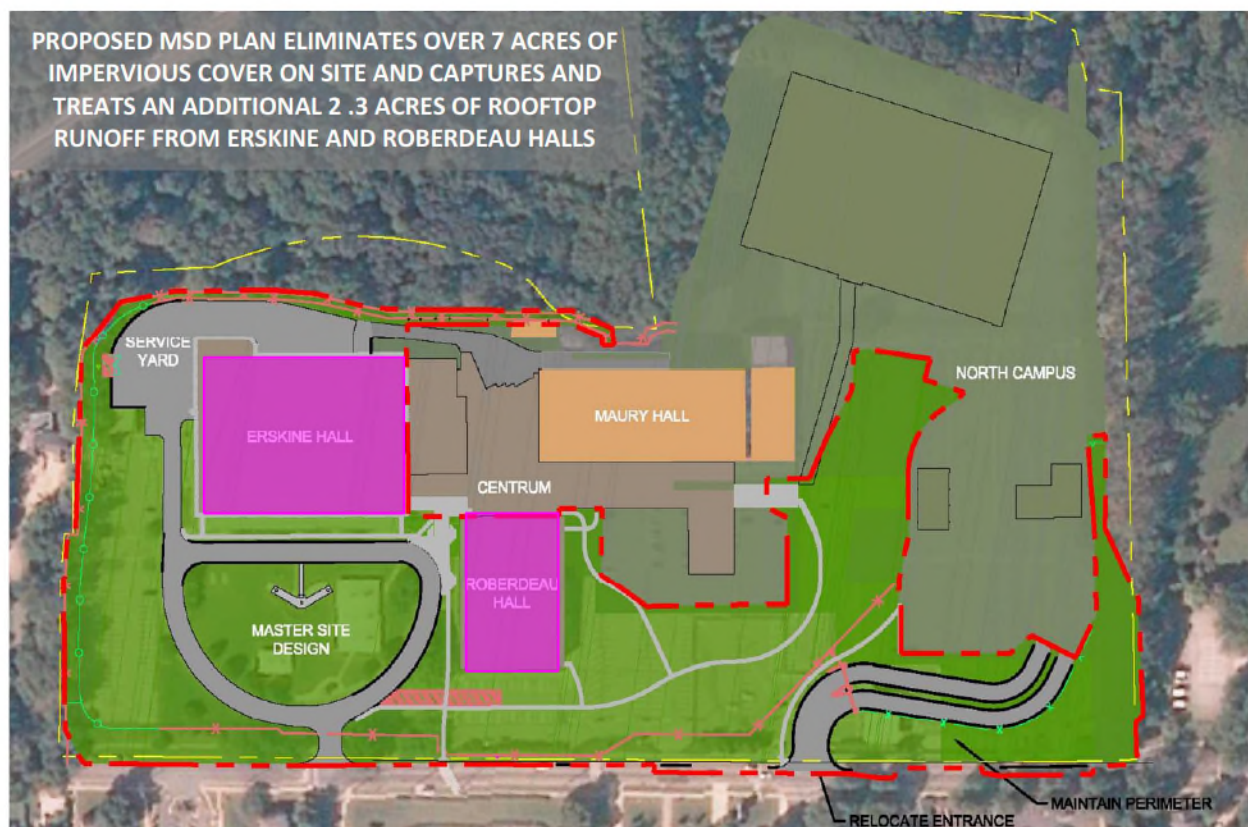 PROPOSED MSD PLAN ELIMINATES OVER 7 ACRES OF
IMPERVIOUS COVER ON SITE AND CAPTURES AND
TREATS AN ADDITIONAL 2 .3 ACRES OF ROOFTOP
RUNOFF FROM ERSKINE AND ROBERDEAU HALLS
SERVICE
YARD
NORTH CAMPUS
MAURY HALL
ERSKINE HALL
CENTRUM
ROBERDEAU
HALL
MASTER SITE
DESIGN
MAINTAIN PERIMETER
RELOCATE ENTRANCE